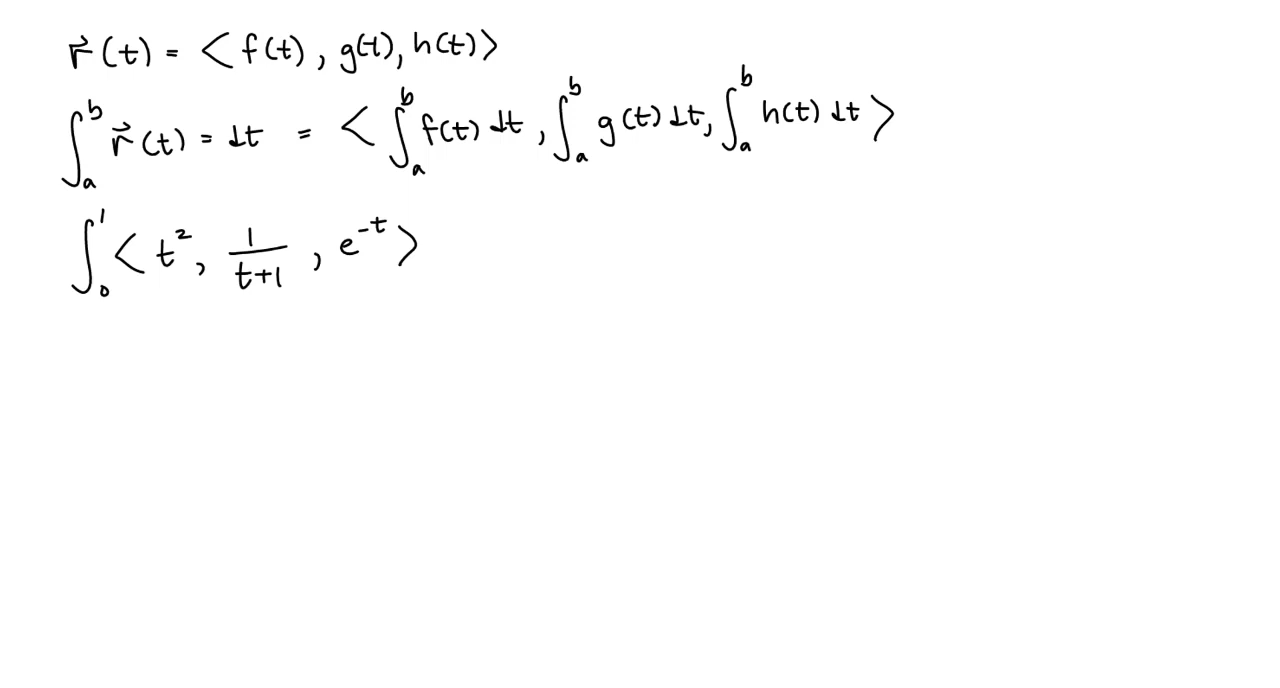 r⃗(t) = <f(t), g(t), h(t)>
∫_a^b r⃗(t) = dt = <∫_a^b f(t) dt, ∫_a^b g(t) dt, ∫_a^b h(t) dt>
∫_0^1 <t², 1/(t+1), e^{-t}>